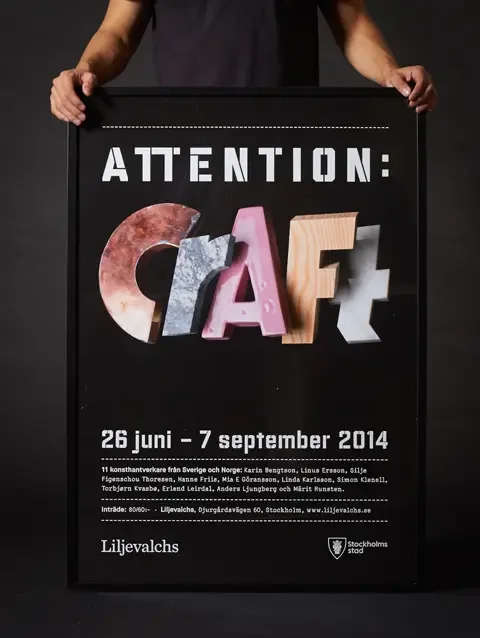 ATTENTION:
CrAFt
26 juni – 7 september 2014
11 konsthantverkare från Sverige och Norge: Karin Bengtson, Linus Ersson, Silje
Figenschou Thoresen, Hanne Friis, Mia E Göransson, Linda Karlsson, Simon Klenell,
Torbjørn Kvasbø, Erlend Leirdal, Anders Ljungberg och Märit Runsten.
Inträde: 80/60:- · Liljevalchs, Djurgårdsvägen 60, Stockholm, www.liljevalchs.se
Liljevalchs
Stockholms
stad